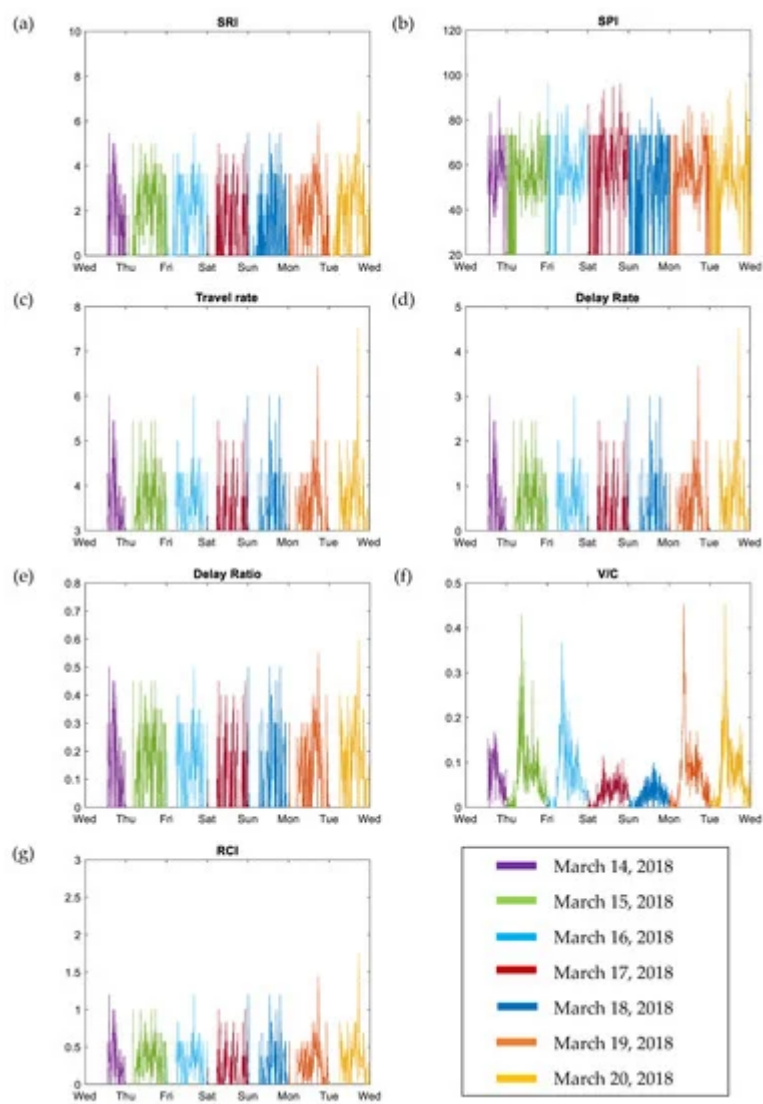 (a)
SRI
10
8
6
4
2
0
Wed Thu Fri Sat Sun Mon Tue Wed
(b)
SPI
120
100
80
60
40
20
Wed Thu Fri Sat Sun Mon Tue Wed
(c)
Travel rate
8
7
6
5
4
3
Wed Thu Fri Sat Sun Mon Tue Wed
(d)
Delay Rate
5
4
3
2
1
0
Wed Thu Fri Sat Sun Mon Tue Wed
(e)
Delay Ratio
0.8
0.7
0.6
0.5
0.4
0.3
0.2
0.1
0
Wed Thu Fri Sat Sun Mon Tue Wed
(f)
V/C
0.5
0.4
0.3
0.2
0.1
0
Wed Thu Fri Sat Sun Mon Tue Wed
(g)
RCI
3
2.5
2
1.5
1
0.5
0
Wed Thu Fri Sat Sun Mon Tue Wed
March 14, 2018
March 15, 2018
March 16, 2018
March 17, 2018
March 18, 2018
March 19, 2018
March 20, 2018